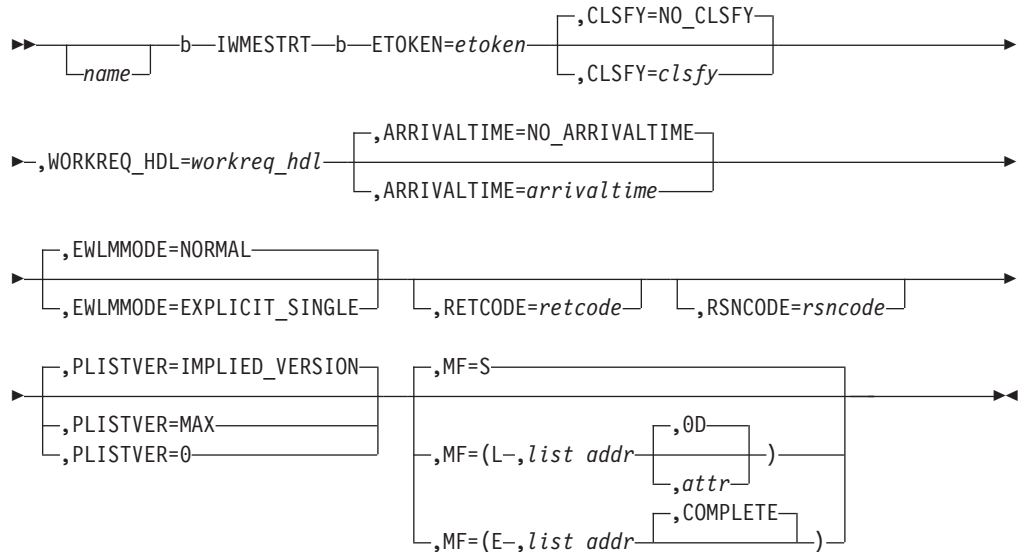 ,CLSFY=NO_CLSFY
b IWMESTRT b ETOKEN=etoken
name
,CLSFY=clsfy
,ARRIVALTIME=NO_ARRIVALTIME
,WORKREQ_HDL=workreq_hdl
,ARRIVALTIME=arrivaltime
,EWLMMODE=NORMAL
,EWLMMODE=EXPLICIT_SINGLE
,RETCODE=retcode
,RSNCODE=rsncode
,PLISTVER=IMPLIED_VERSION
,MF=S
,PLISTVER=MAX
,PLISTVER=0
,0D
,MF=(L ,list addr )
,attr
,COMPLETE
,MF=(E ,list addr )